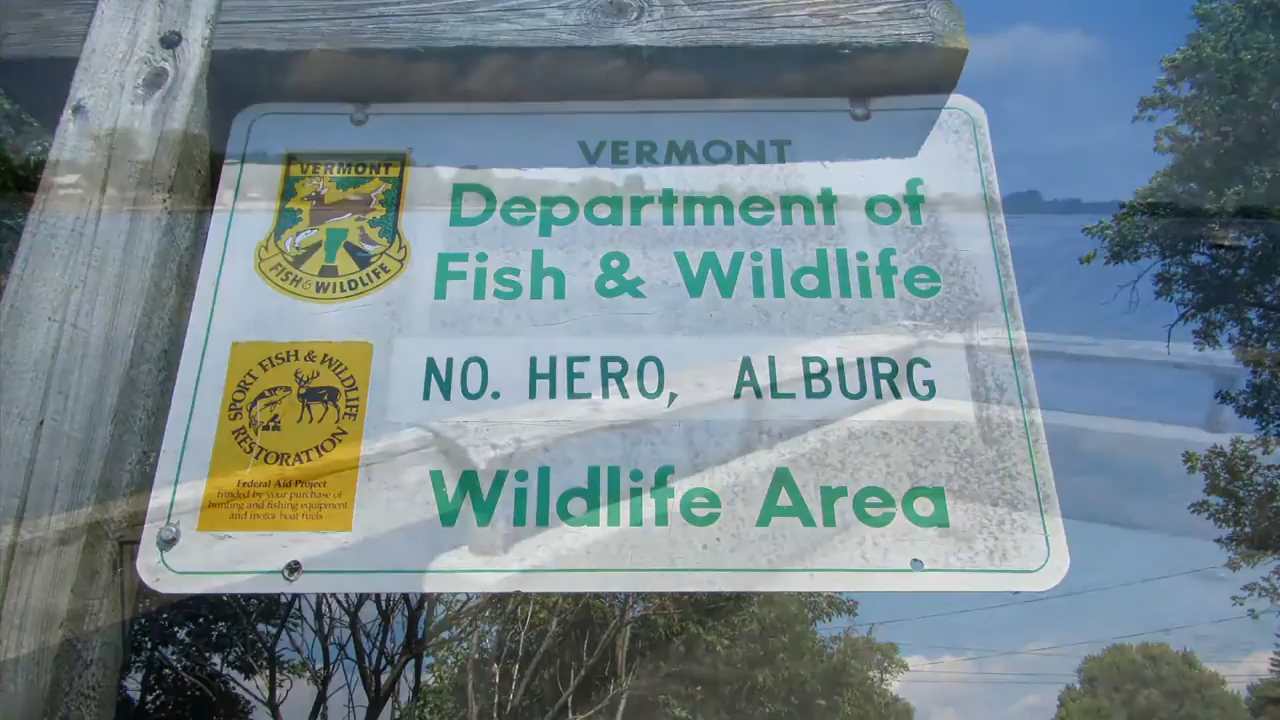 VERMONT
Department of
Fish & Wildlife
VERMONT
FISH & WILDLIFE
NO. HERO, ALBURG
SPORT FISH & WILDLIFE
RESTORATION
Federal Aid Project
funded by your purchase of
hunting and fishing equipment
and motor boat fuels
Wildlife Area